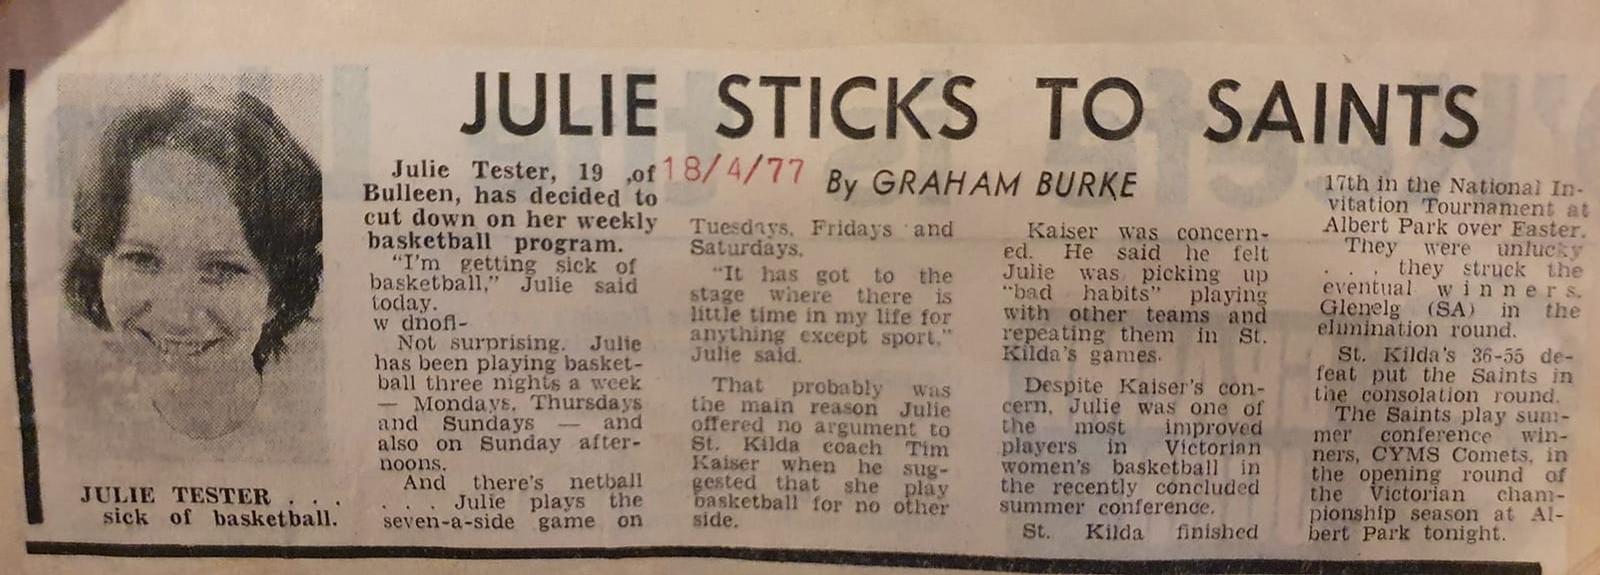 JULIE STICKS TO SAINTS
18/4/77
By GRAHAM BURKE
Julie Tester, 19 ,of
Bulleen, has decided to
cut down on her weekly
basketball program.
"I'm getting sick of
basketball," Julie said
today.
w dnofl-
Not surprising. Julie
has been playing basket-
ball three nights a week
— Mondays, Thursdays
and Sundays — and
also on Sunday after-
noons.
And there's netball
. . . Julie plays the
seven-a-side game on
Tuesdays, Fridays and
Saturdays.
"It has got to the
stage where there is
little time in my life for
anything except sport,"
Julie said.
That probably was
the main reason Julie
offered no argument to
St. Kilda coach Tim
Kaiser when he sug-
gested that she play
basketball for no other
side.
Kaiser was concern-
ed. He said he felt
Julie was picking up
"bad habits" playing
with other teams and
repeating them in St.
Kilda's games.
Despite Kaiser's con-
cern, Julie was one of
the most improved
players in Victorian
women's basketball in
the recently concluded
summer conference.
St. Kilda finished
17th in the National In-
vitation Tournament at
Albert Park over Easter.
They were unlucky
. . . they struck the
eventual winners,
Glenelg (SA) in the
elimination round.
St. Kilda's 36-55 de-
feat put the Saints in
the consolation round.
The Saints play sum-
mer conference win-
ners, CYMS Comets, in
the opening round of
the Victorian cham-
pionship season at Al-
bert Park tonight.
JULIE TESTER . . .
sick of basketball.